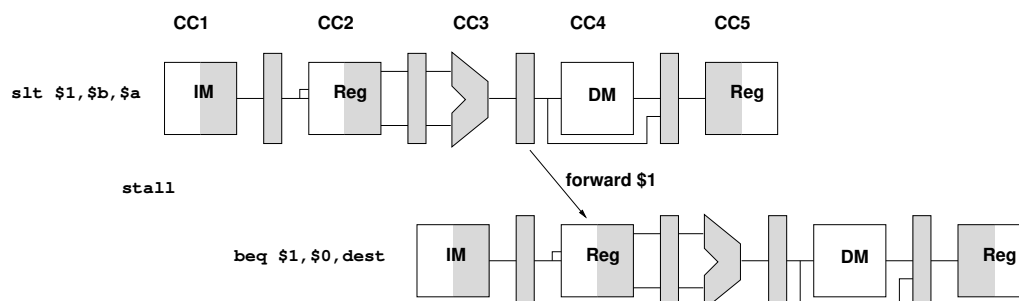 CC1 CC2 CC3 CC4 CC5
slt $1,$b,$a IM Reg DM Reg
stall forward $1
beq $1,$0,dest IM Reg DM Reg